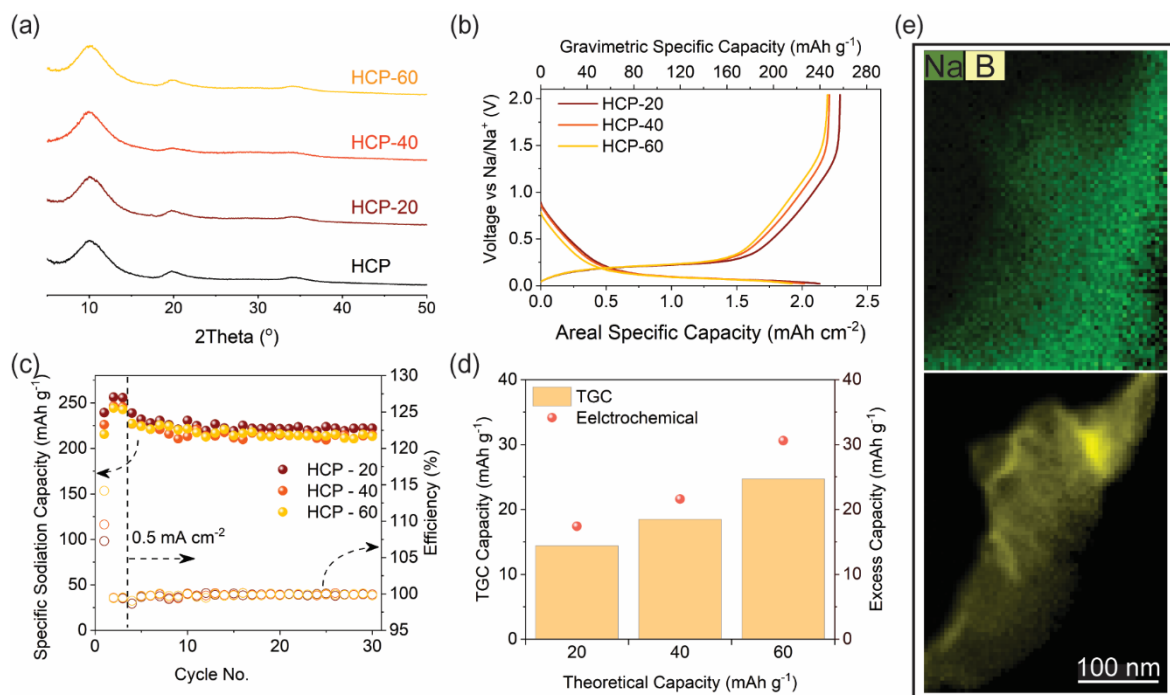 (a)
HCP-60
HCP-40
HCP-20
HCP
10 20 30 40 50
2Theta (º)
(b)
Gravimetric Specific Capacity (mAh g-1)
0 40 80 120 160 200 240 280
Voltage vs Na/Na+ (V)
2.0
1.5
1.0
0.5
0.0
HCP-20
HCP-40
HCP-60
0.0 0.5 1.0 1.5 2.0 2.5
Areal Specific Capacity (mAh cm-2)
(c)
Specific Sodiation Capacity (mAh g-1)
250
200
150
100
50
0
HCP - 20
HCP - 40
HCP - 60
0.5 mA cm-2
130
125
120
115
110
105
100
95
Efficiency (%)
0 10 20 30
Cycle No.
(d)
TGC Capacity (mAh g-1)
40
30
20
10
0
TGC
Eelctrochemical
40
30
20
10
0
Excess Capacity (mAh g-1)
20 40 60
Theoretical Capacity (mAh g-1)
(e)
Na B
100 nm